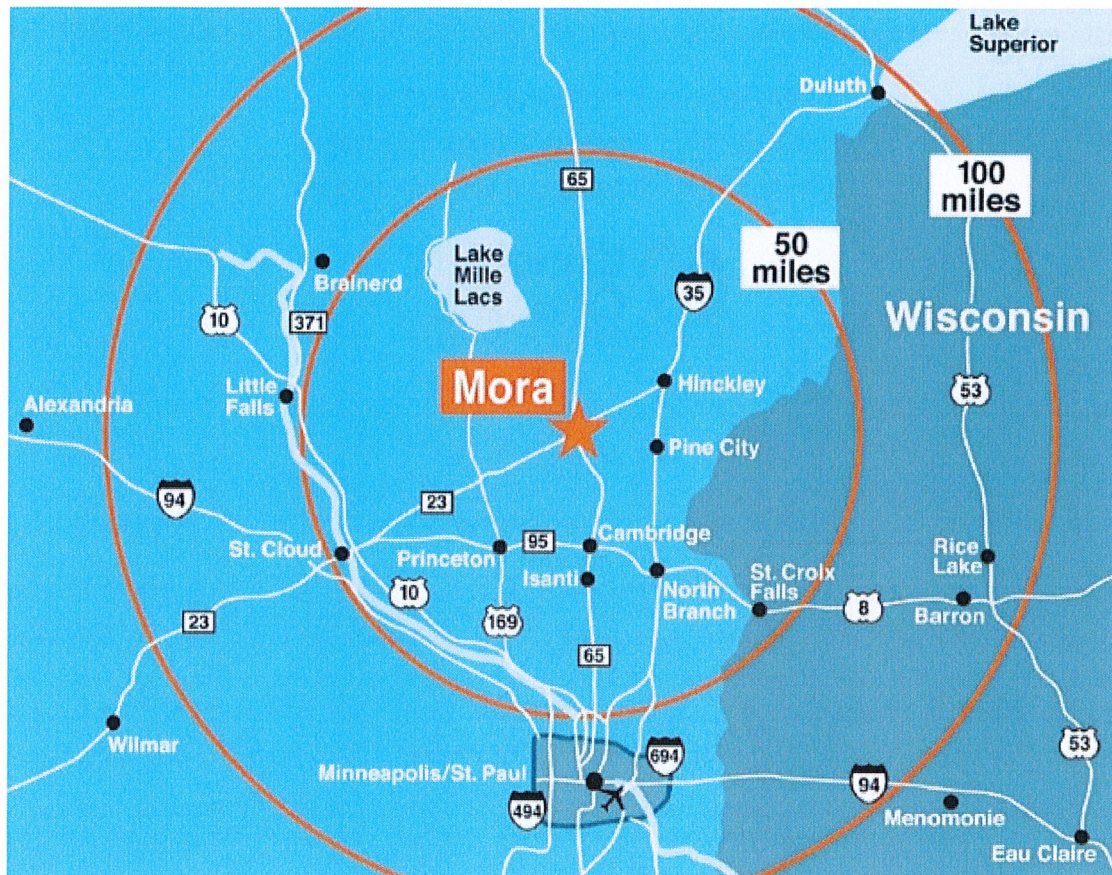 Lake
Superior
Duluth
100
miles
65
50
miles
Lake
Mille
Lacs
Brainerd
35
10
371
Wisconsin
Mora
HInckley
Little
Falls
53
Alexandria
Pine City
94
23
St. Cloud
Princeton
95
Cambridge
Isanti
North
Branch
St. Croix
Falls
Rice
Lake
10
169
8
Barron
23
65
Wilmar
Minneapolis/St. Paul
694
53
494
94
Menomonie
Eau Claire